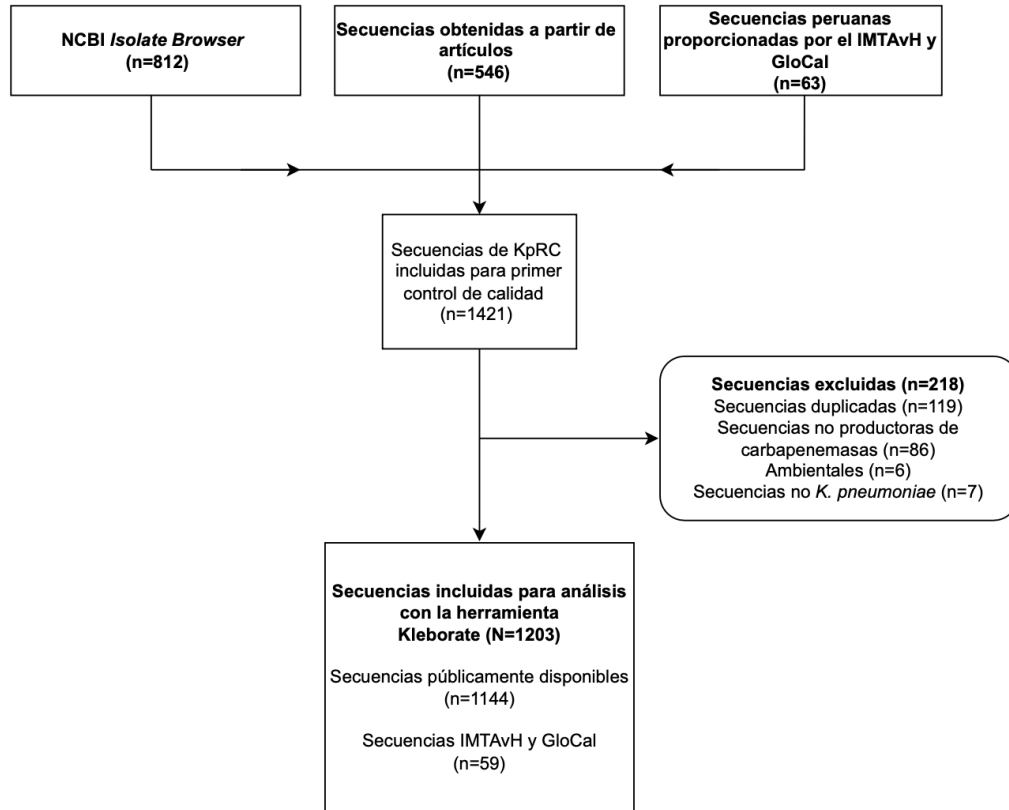 NCBI Isolate Browser
(n=812)
Secuencias obtenidas a partir de
artículos
(n=546)
Secuencias peruanas
proporcionadas por el IMTAvH y
GloCal
(n=63)
Secuencias de KpRC
incluidas para primer
control de calidad
(n=1421)
Secuencias excluidas (n=218)
Secuencias duplicadas (n=119)
Secuencias no productoras de
carbapenemasas (n=86)
Ambientales (n=6)
Secuencias no K. pneumoniae (n=7)
Secuencias incluidas para análisis
con la herramienta
Kleborate (N=1203)
Secuencias públicamente disponibles
(n=1144)
Secuencias IMTAvH y GloCal
(n=59)